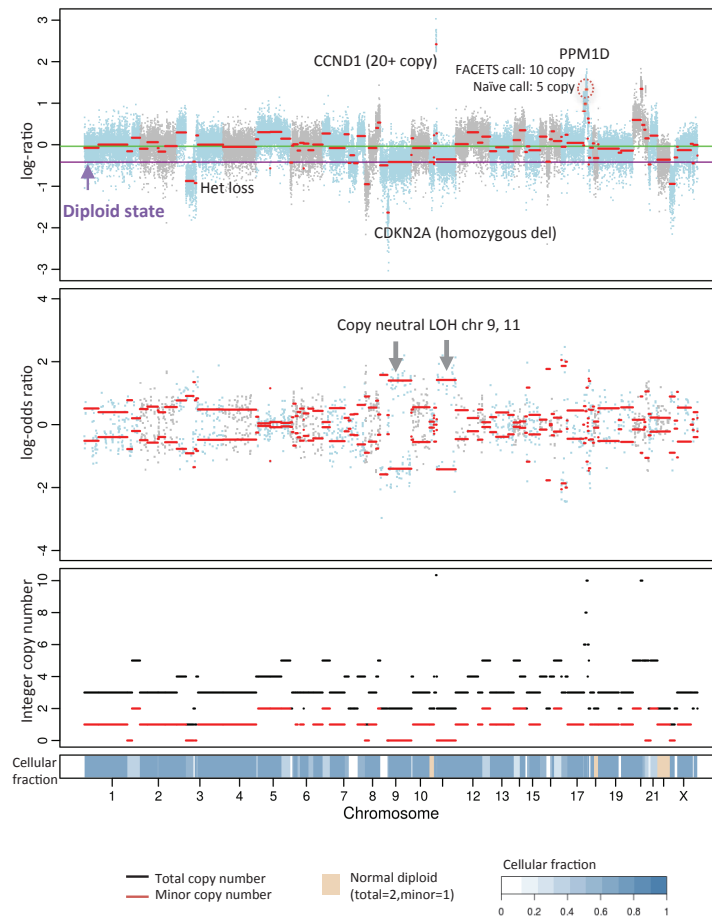 3
2
1
0
-1
-2
-3
log-ratio
CCND1 (20+ copy)
PPM1D
FACETS call: 10 copy
Naïve call: 5 copy
Het loss
Diploid state
CDKN2A (homozygous del)
4
2
0
-2
-4
log-odds ratio
Copy neutral LOH chr 9, 11
10
8
6
4
2
0
Integer copy number
Cellular
fraction
1 2 3 4 5 6 7 8 9 10 12 13 15 17 19 21 X
Chromosome
Total copy number
Minor copy number
Normal diploid
(total=2,minor=1)
Cellular fraction
0 0.2 0.4 0.6 0.8 1